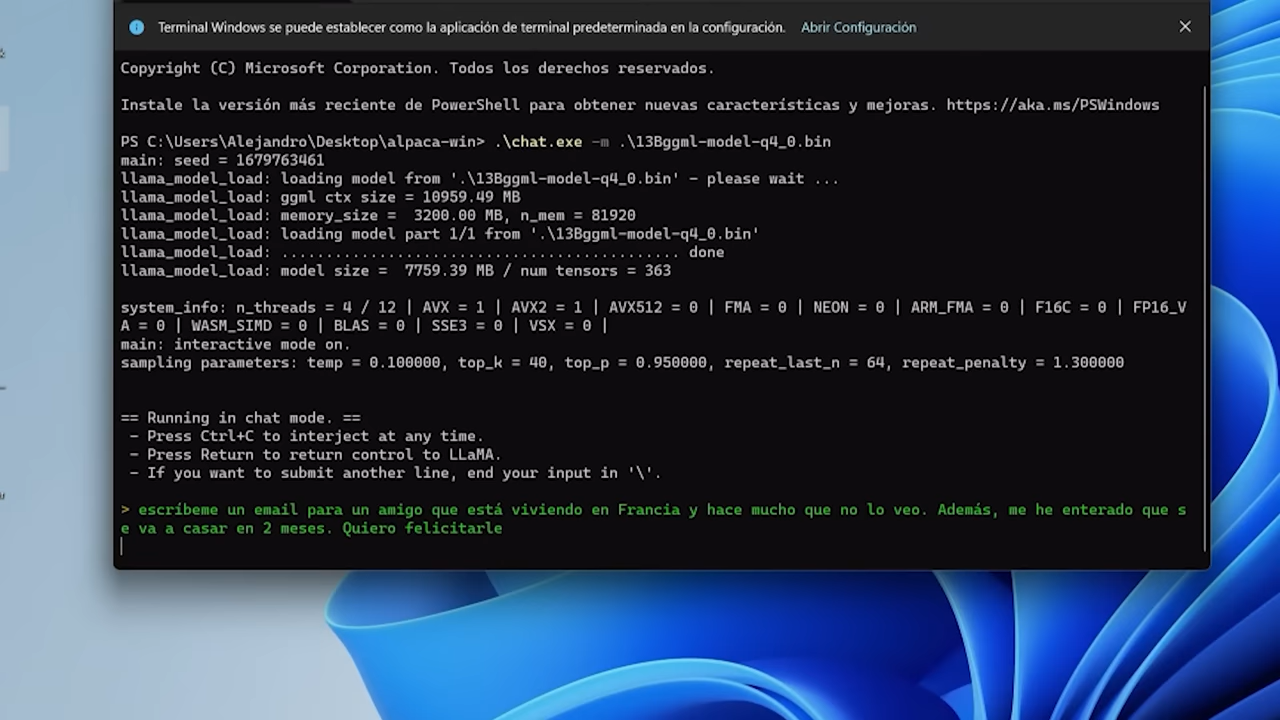 Terminal Windows se puede establecer como la aplicación de terminal predeterminada en la configuración. Abrir Configuración
Copyright (C) Microsoft Corporation. Todos los derechos reservados.
Instale la versión más reciente de PowerShell para obtener nuevas características y mejoras. https://aka.ms/PSWindows
PS C:\Users\Alejandro\Desktop\alpaca-win> .\chat.exe -m .\13Bggml-model-q4_0.bin
main: seed = 1679763461
llama_model_load: loading model from '.\13Bggml-model-q4_0.bin' - please wait ...
llama_model_load: ggml ctx size = 10959.49 MB
llama_model_load: memory_size =  3200.00 MB, n_mem = 81920
llama_model_load: loading model part 1/1 from '.\13Bggml-model-q4_0.bin'
llama_model_load: ............................................. done
llama_model_load: model size =  7759.39 MB / num tensors = 363
system_info: n_threads = 4 / 12 | AVX = 1 | AVX2 = 1 | AVX512 = 0 | FMA = 0 | NEON = 0 | ARM_FMA = 0 | F16C = 0 | FP16_V
A = 0 | WASM_SIMD = 0 | BLAS = 0 | SSE3 = 0 | VSX = 0 |
main: interactive mode on.
sampling parameters: temp = 0.100000, top_k = 40, top_p = 0.950000, repeat_last_n = 64, repeat_penalty = 1.300000
== Running in chat mode. ==
- Press Ctrl+C to interject at any time.
- Press Return to return control to LLaMA.
- If you want to submit another line, end your input in '\'.
> escríbeme un email para un amigo que está viviendo en Francia y hace mucho que no lo veo. Además, me he enterado que s
e va a casar en 2 meses. Quiero felicitarle